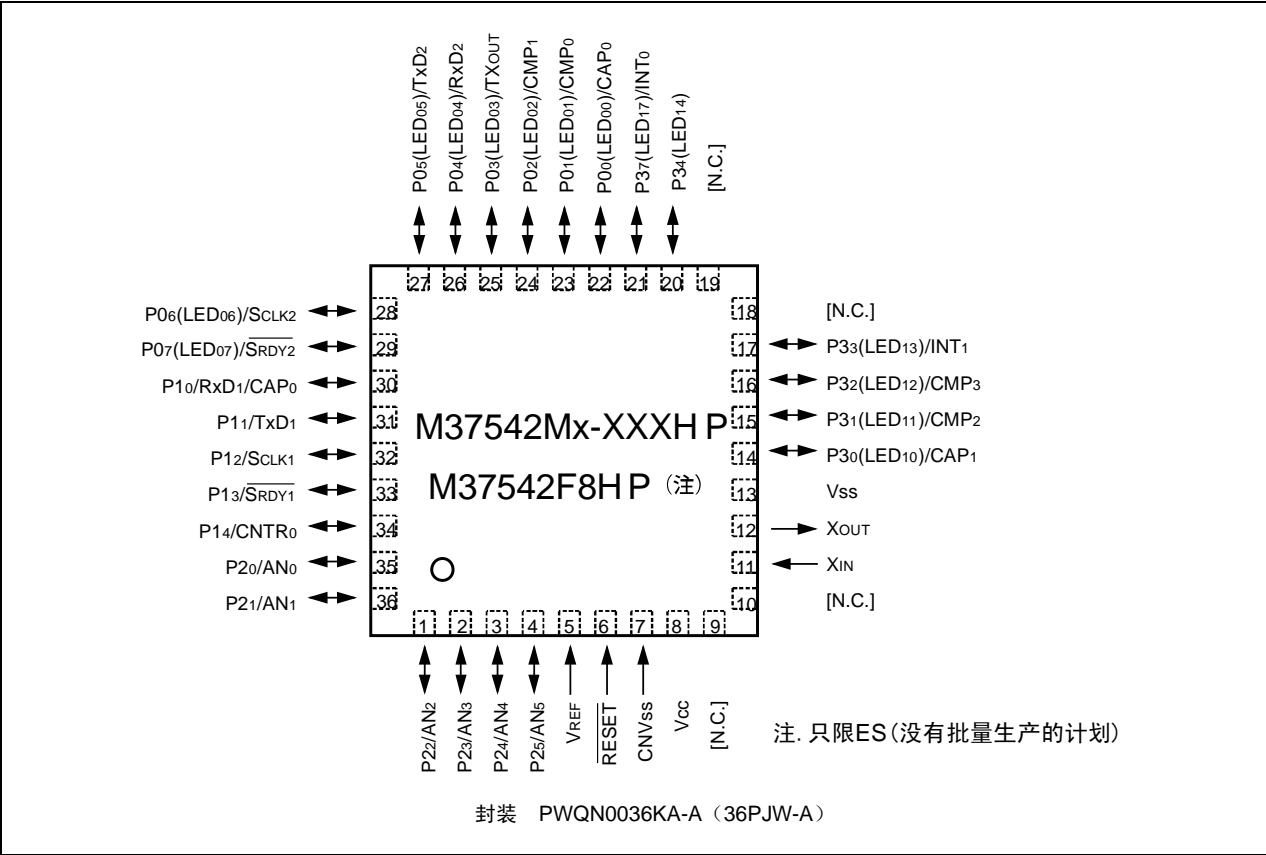 P05(LED05)/TxD2
P04(LED04)/RxD2
P03(LED03)/TXOUT
P02(LED02)/CMP1
P01(LED01)/CMP0
P00(LED00)/CAP0
P37(LED17)/INT0
P34(LED14)
[N.C.]
27 26 25 24 23 22 21 20 19
P06(LED06)/SCLK2 28
P07(LED07)/S̅R̅D̅Y̅2̅ 29
P10/RxD1/CAP0 30
P11/TxD1 31
P12/SCLK1 32
P13/S̅R̅D̅Y̅1̅ 33
P14/CNTR0 34
P20/AN0 35
P21/AN1 36
M37542Mx-XXXHP
M37542F8HP（注）
18 [N.C.]
17 P33(LED13)/INT1
16 P32(LED12)/CMP3
15 P31(LED11)/CMP2
14 P30(LED10)/CAP1
13 Vss
12 XOUT
11 XIN
10 [N.C.]
1 2 3 4 5 6 7 8 9
P22/AN2
P23/AN3
P24/AN4
P25/AN5
VREF
R̅E̅S̅E̅T̅
CNVss
Vcc
[N.C.]
注. 只限ES（没有批量生产的计划）
封装 PWQN0036KA-A（36PJW-A）